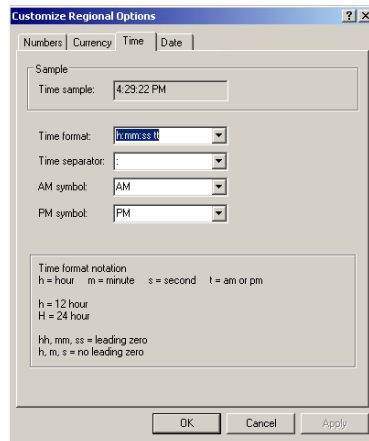 Customize Regional Options
Numbers Currency Time Date
Sample
Time sample: 4:29:22 PM
Time format: h:mm:ss tt
Time separator: :
AM symbol: AM
PM symbol: PM
Time format notation
h = hour m = minute s = second t = am or pm
h = 12 hour
H = 24 hour
hh, mm, ss = leading zero
h, m, s = no leading zero
OK Cancel Apply